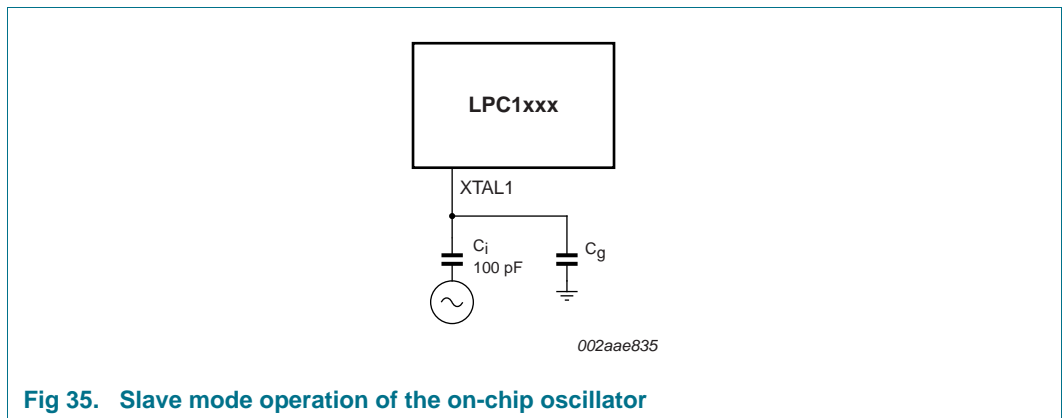 LPC1xxx
XTAL1
Ci
100 pF
Cg
002aae835
Fig 35. Slave mode operation of the on-chip oscillator